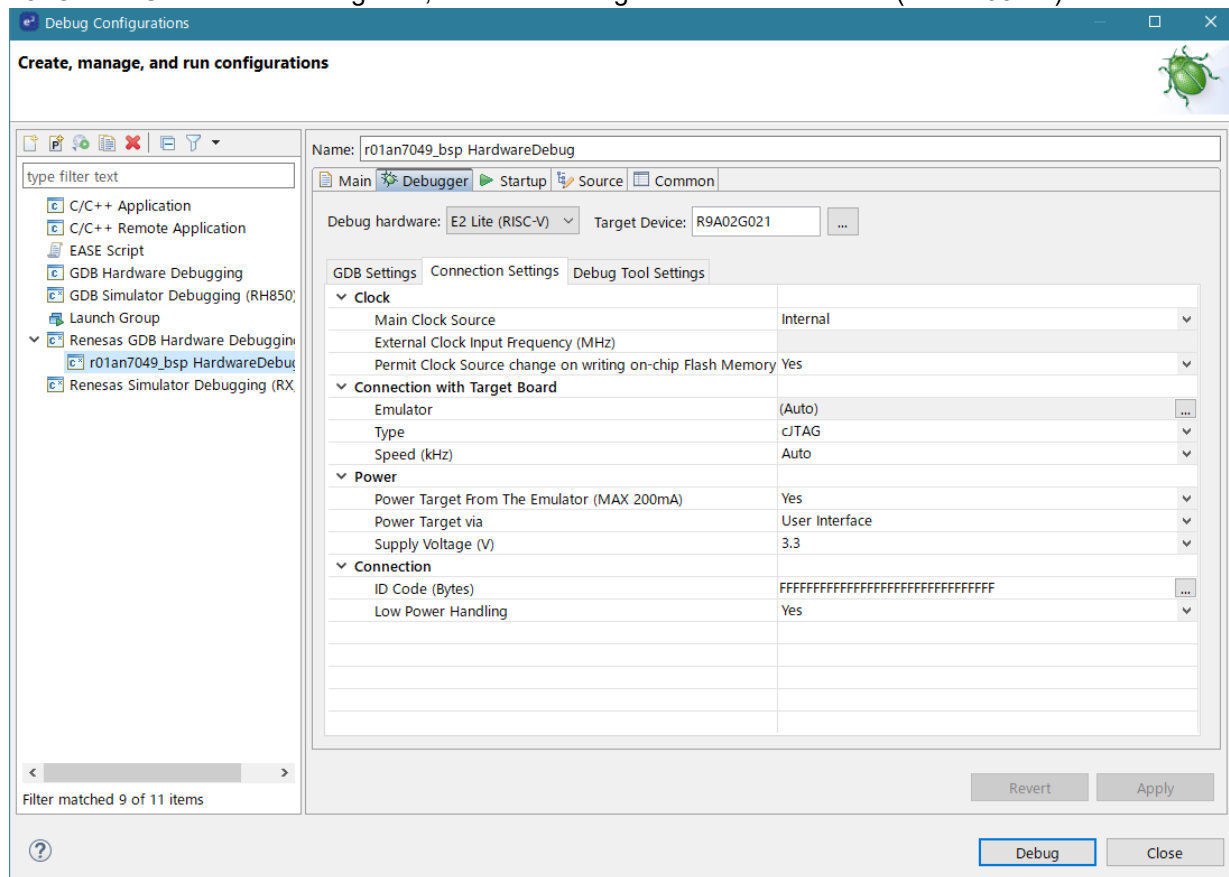 Debug Configurations
Create, manage, and run configurations
type filter text
C/C++ Application
C/C++ Remote Application
EASE Script
GDB Hardware Debugging
GDB Simulator Debugging (RH850)
Launch Group
Renesas GDB Hardware Debuggin
r01an7049_bsp HardwareDebug
Renesas Simulator Debugging (RX,
Filter matched 9 of 11 items
Name: r01an7049_bsp HardwareDebug
Main Debugger Startup Source Common
Debug hardware: E2 Lite (RISC-V) Target Device: R9A02G021 ...
GDB Settings Connection Settings Debug Tool Settings
Clock
Main Clock Source Internal
External Clock Input Frequency (MHz)
Permit Clock Source change on writing on-chip Flash Memory Yes
Connection with Target Board
Emulator (Auto) ...
Type cJTAG
Speed (kHz) Auto
Power
Power Target From The Emulator (MAX 200mA) Yes
Power Target via User Interface
Supply Voltage (V) 3.3
Connection
ID Code (Bytes) FFFFFFFFFFFFFFFFFFFFFFFFFFFFFFFF ...
Low Power Handling Yes
Revert Apply
Debug Close